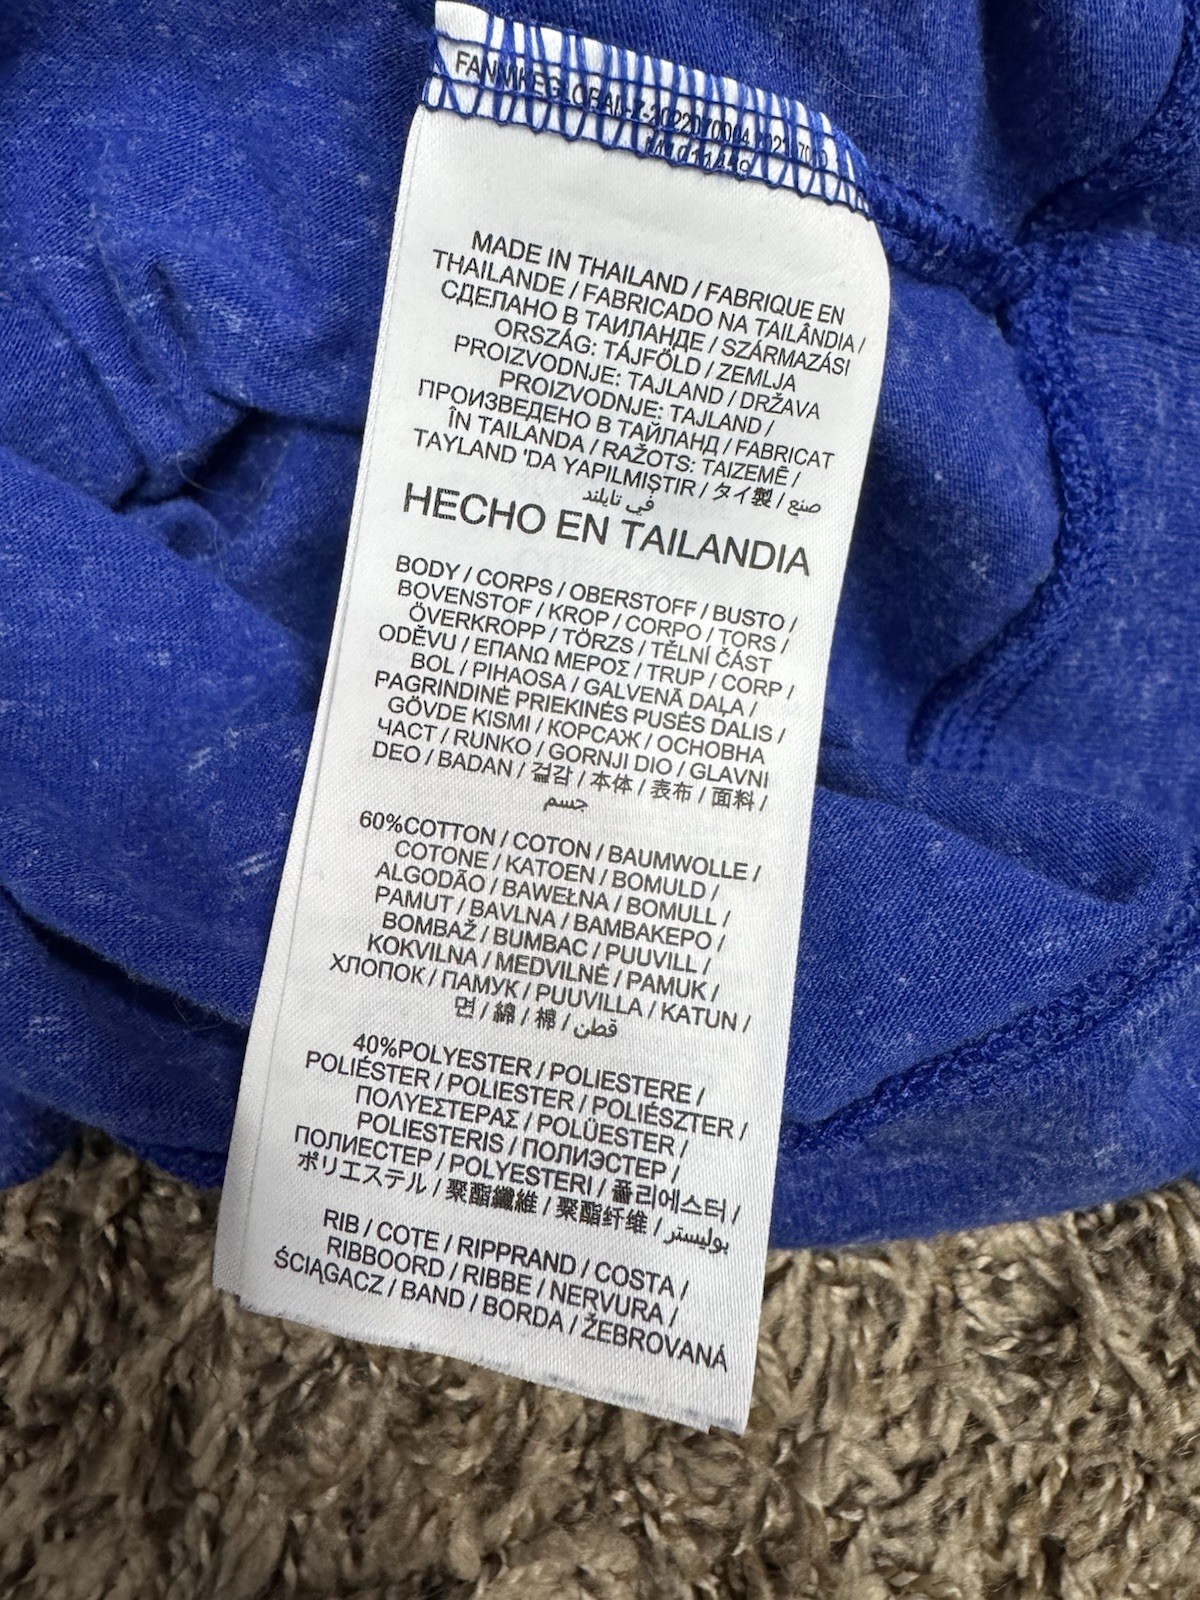 MADE IN THAILAND / FABRIQUE EN
THAILANDE / FABRICADO NA TAILÂNDIA /
СДЕЛАНО В ТАИЛАНДЕ / SZÁRMAZÁSI
ORSZÁG: TÁJFÖLD / ZEMLJA
PROIZVODNJE: TAJLAND / DRŽAVA
PROIZVODNJE: TAJLAND /
ПРОИЗВЕДЕНО В ТАЙЛАНД / FABRICAT
ÎN TAILANDA / RAŽOTS: TAIZEMĒ /
TAYLAND 'DA YAPILMIŞTIR / タイ製 / صنع
في تايلند
HECHO EN TAILANDIA
BODY / CORPS / OBERSTOFF / BUSTO /
BOVENSTOF / KROP / CORPO / TORS /
ÖVERKROPP / TÖRZS / TĚLNÍ ČÁST
ODĚVU / ΕΠΑΝΩ ΜΕΡΟΣ / TRUP / CORP /
BOL / PIHAOSA / GALVENĀ DAĻA /
PAGRINDINĖ PRIEKINĖS PUSĖS DALIS /
GÖVDE KISMI / КОРСАЖ / ОСНОВНА
ЧАСТ / RUNKO / GORNJI DIO / GLAVNI
DEO / BADAN / 겉감 / 本体 / 表布 / 面料 /
جسم
60%COTTON / COTON / BAUMWOLLE /
COTONE / KATOEN / BOMULD /
ALGODÃO / BAWEŁNA / BOMULL /
PAMUT / BAVLNA / ΒΑΜΒΑΚΕΡΟ /
BOMBAŽ / BUMBAC / PUUVILL /
KOKVILNA / MEDVILNĖ / PAMUK /
ХЛОПОК / ПАМУК / PUUVILLA / KATUN /
면 / 綿 / 棉 / قطن
40%POLYESTER / POLIESTERE /
POLIÉSTER / POLIESTER / POLIÉSZTER /
ΠΟΛΥΕΣΤΕΡΑΣ / POLÜESTER /
POLIESTERIS / ПОЛИЭСТЕР /
ПОЛИЕСТЕР / POLYESTERI / 폴리에스터 /
ポリエステル / 聚酯纖維 / 聚酯纤维 / بوليستر
RIB / COTE / RIPPRAND / COSTA /
RIBBOORD / RIBBE / NERVURA /
ŚCIĄGACZ / BAND / BORDA / ŽEBROVANÁ